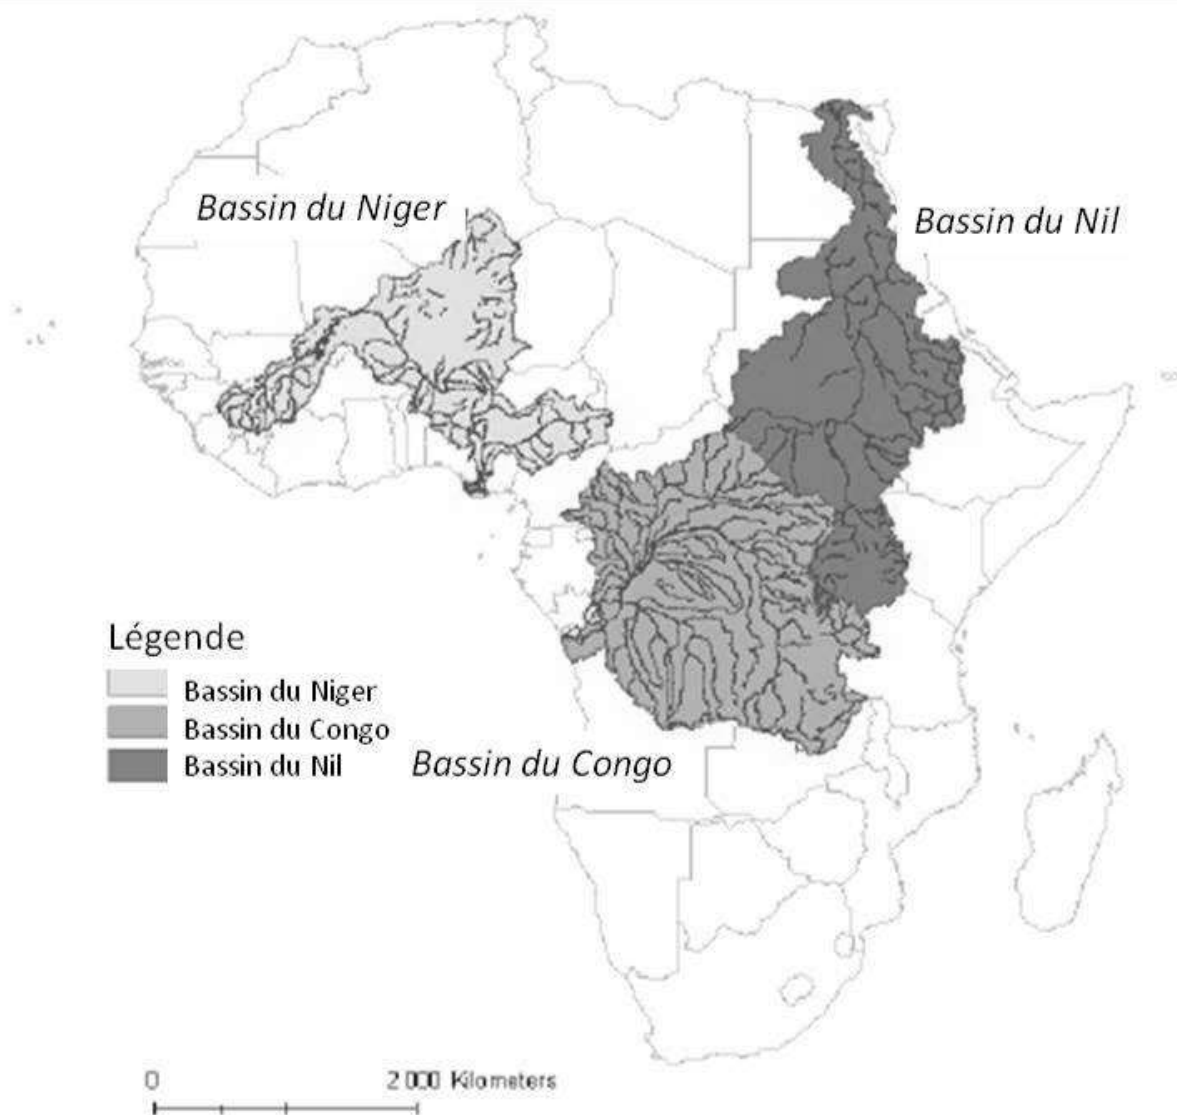 Bassin du Niger
Bassin du Nil
Légende
Bassin du Niger
Bassin du Congo
Bassin du Nil
Bassin du Congo
0 2 000 Kilometers